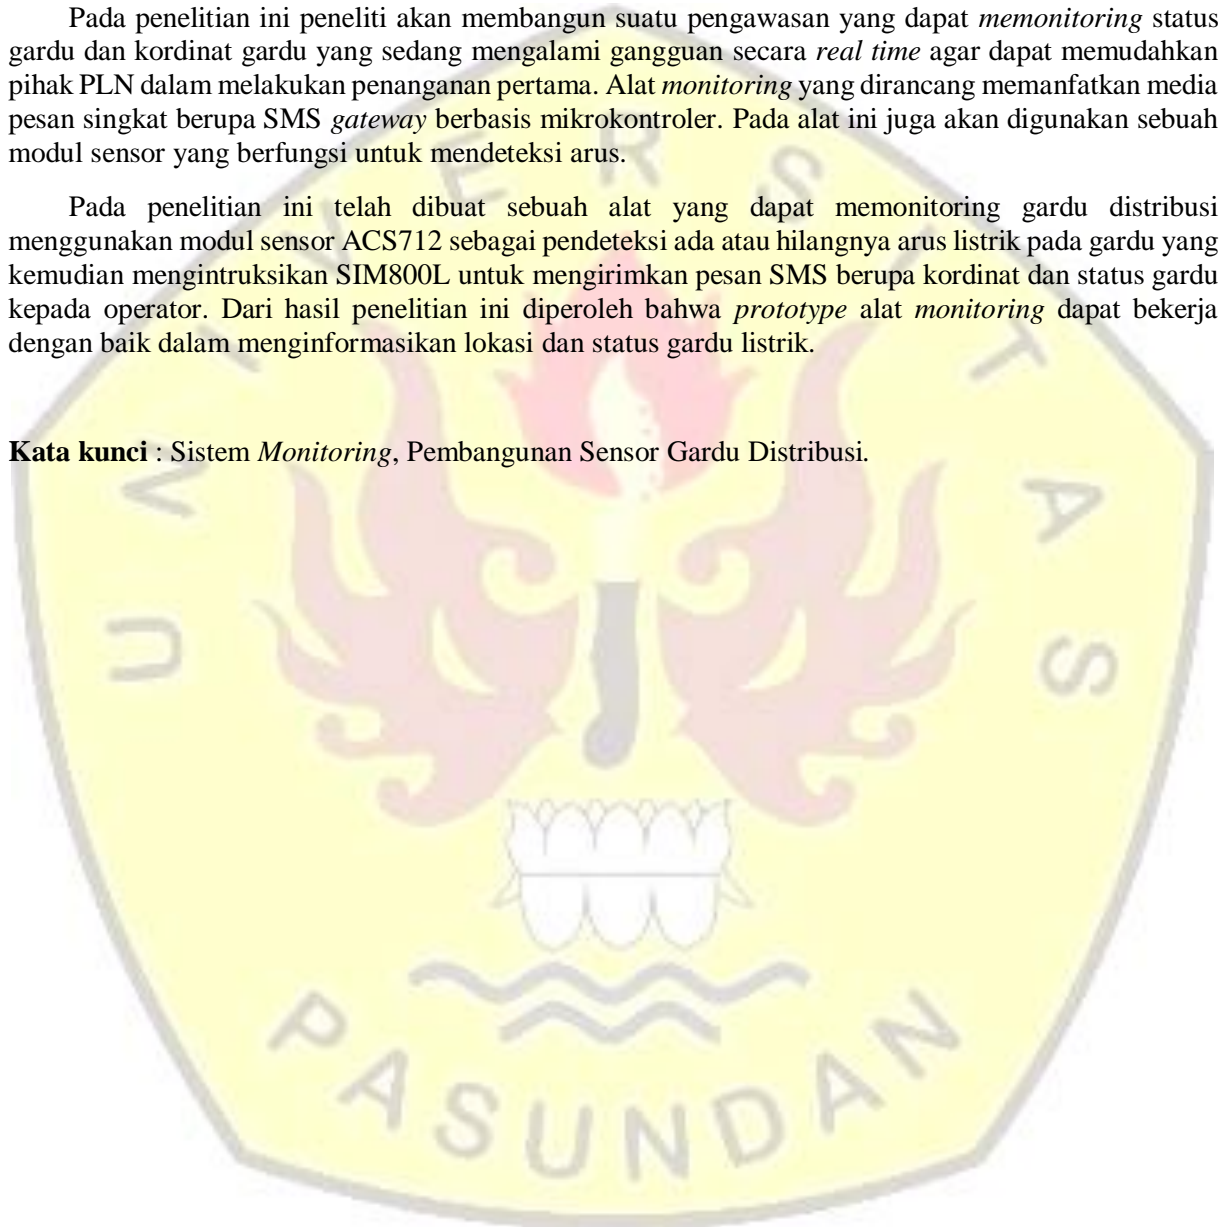 Pada penelitian ini peneliti akan membangun suatu pengawasan yang dapat memonitoring status
gardu dan kordinat gardu yang sedang mengalami gangguan secara real time agar dapat memudahkan
pihak PLN dalam melakukan penanganan pertama. Alat monitoring yang dirancang memanfatkan media
pesan singkat berupa SMS gateway berbasis mikrokontroler. Pada alat ini juga akan digunakan sebuah
modul sensor yang berfungsi untuk mendeteksi arus.
Pada penelitian ini telah dibuat sebuah alat yang dapat memonitoring gardu distribusi
menggunakan modul sensor ACS712 sebagai pendeteksi ada atau hilangnya arus listrik pada gardu yang
kemudian mengintruksikan SIM800L untuk mengirimkan pesan SMS berupa kordinat dan status gardu
kepada operator. Dari hasil penelitian ini diperoleh bahwa prototype alat monitoring dapat bekerja
dengan baik dalam menginformasikan lokasi dan status gardu listrik.
Kata kunci : Sistem Monitoring, Pembangunan Sensor Gardu Distribusi.
UNIVERSITAS
PASUNDAN